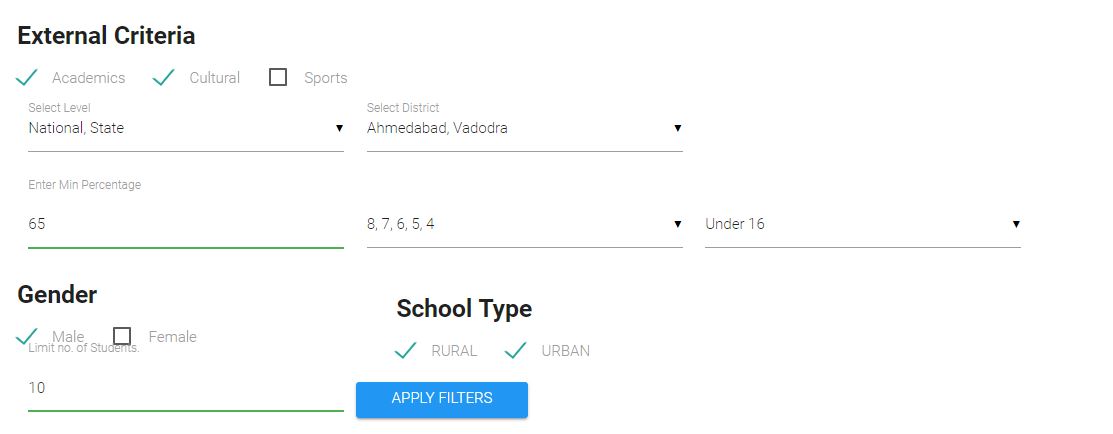 External Criteria
Academics Cultural Sports
Select Level Select District
National, State Ahmedabad, Vadodra
Enter Min Percentage
65 8, 7, 6, 5, 4 Under 16
Gender
School Type
Male Female
Limit no. of Students.
RURAL URBAN
10
APPLY FILTERS